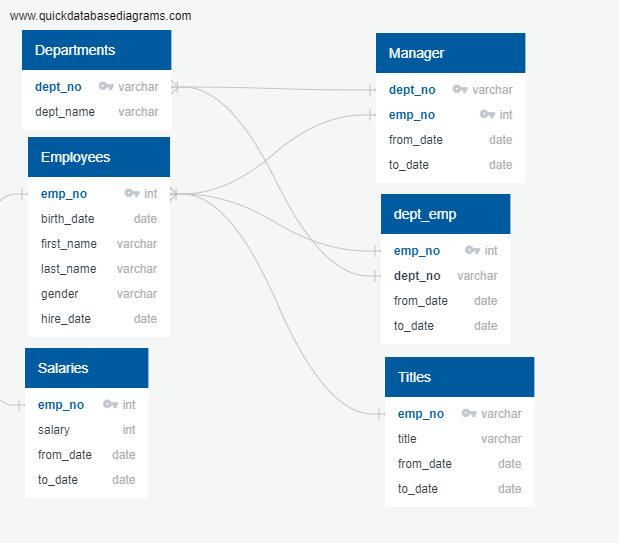 www.quickdatabasediagrams.com
Departments
dept_no varchar
dept_name varchar
Employees
emp_no int
birth_date date
first_name varchar
last_name varchar
gender varchar
hire_date date
Salaries
emp_no int
salary int
from_date date
to_date date
Manager
dept_no varchar
emp_no int
from_date date
to_date date
dept_emp
emp_no int
dept_no varchar
from_date date
to_date date
Titles
emp_no varchar
title varchar
from_date date
to_date date